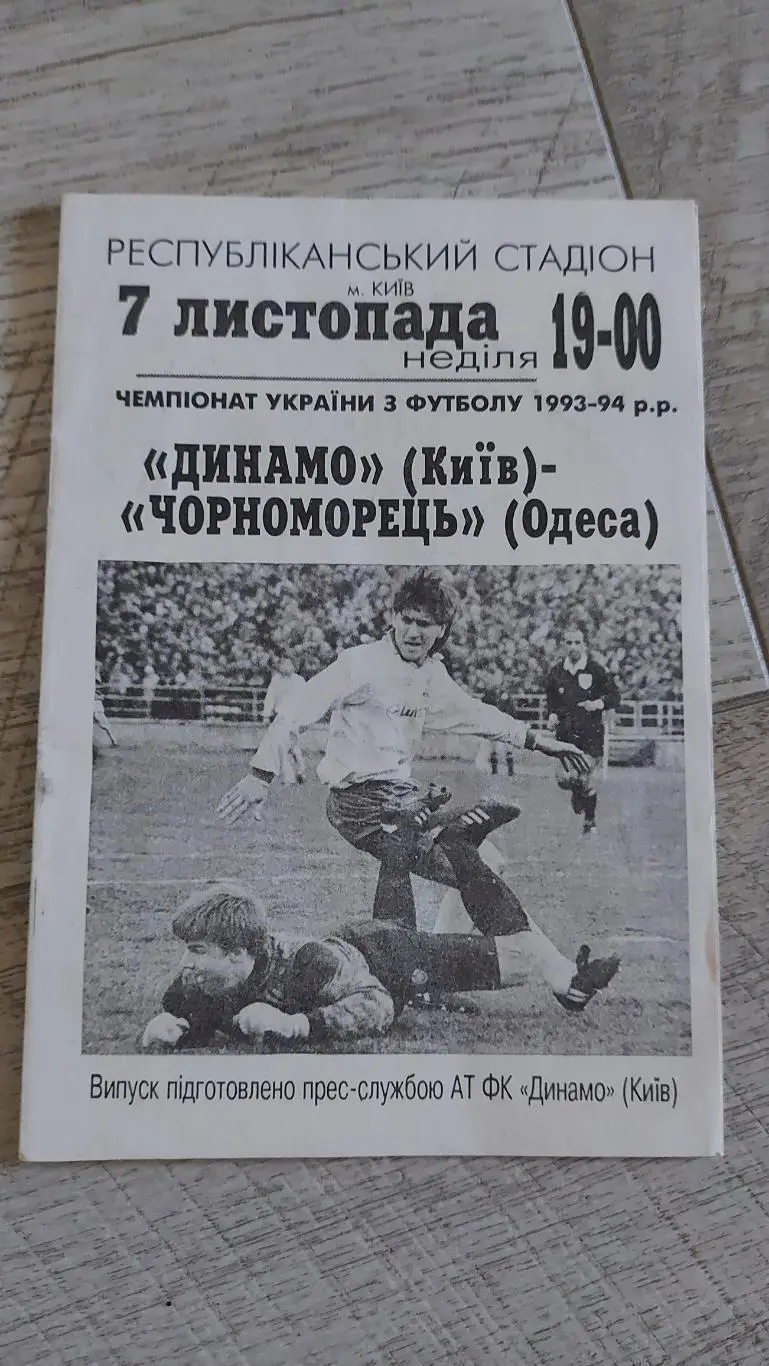 РЕСПУБЛІКАНСЬКИЙ СТАДІОН
м. КИЇВ
7 листопада 19-00
неділя
ЧЕМПІОНАТ УКРАЇНИ З ФУТБОЛУ 1993-94 р.р.
«ДИНАМО» (Київ)-
«ЧОРНОМОРЕЦЬ» (Одеса)
Випуск підготовлено прес-службою АТ ФК «Динамо» (Київ)